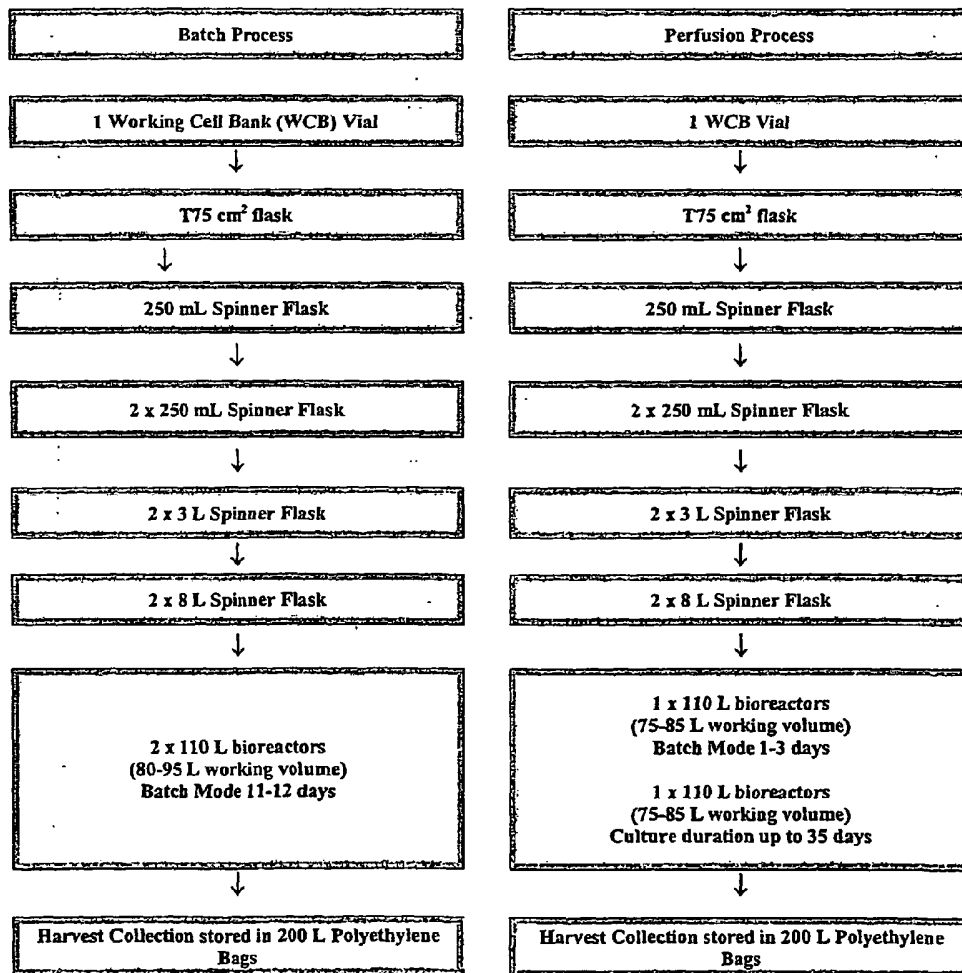 Batch Process
1 Working Cell Bank (WCB) Vial
↓
T75 cm² flask
↓
250 mL Spinner Flask
↓
2 x 250 mL Spinner Flask
↓
2 x 3 L Spinner Flask
↓
2 x 8 L Spinner Flask
↓
2 x 110 L bioreactors
(80-95 L working volume)
Batch Mode 11-12 days
↓
Harvest Collection stored in 200 L Polyethylene
Bags
Perfusion Process
1 WCB Vial
↓
T75 cm² flask
↓
250 mL Spinner Flask
↓
2 x 250 mL Spinner Flask
↓
2 x 3 L Spinner Flask
↓
2 x 8 L Spinner Flask
↓
1 x 110 L bioreactors
(75-85 L working volume)
Batch Mode 1-3 days
1 x 110 L bioreactors
(75-85 L working volume)
Culture duration up to 35 days
↓
Harvest Collection stored in 200 L Polyethylene
Bags